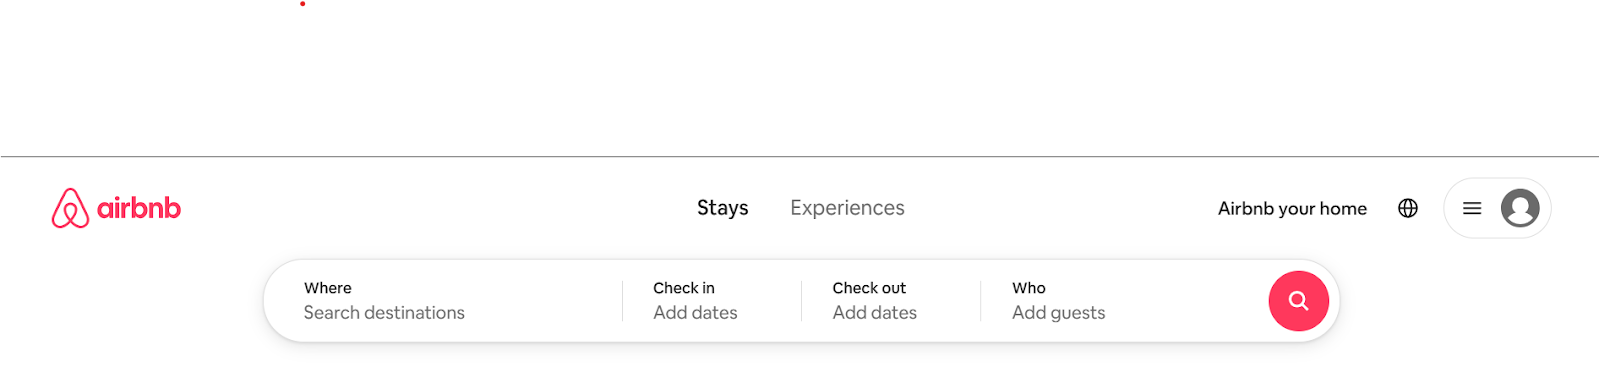 airbnb
Stays
Experiences
Airbnb your home
Where
Search destinations
Check in
Add dates
Check out
Add dates
Who
Add guests